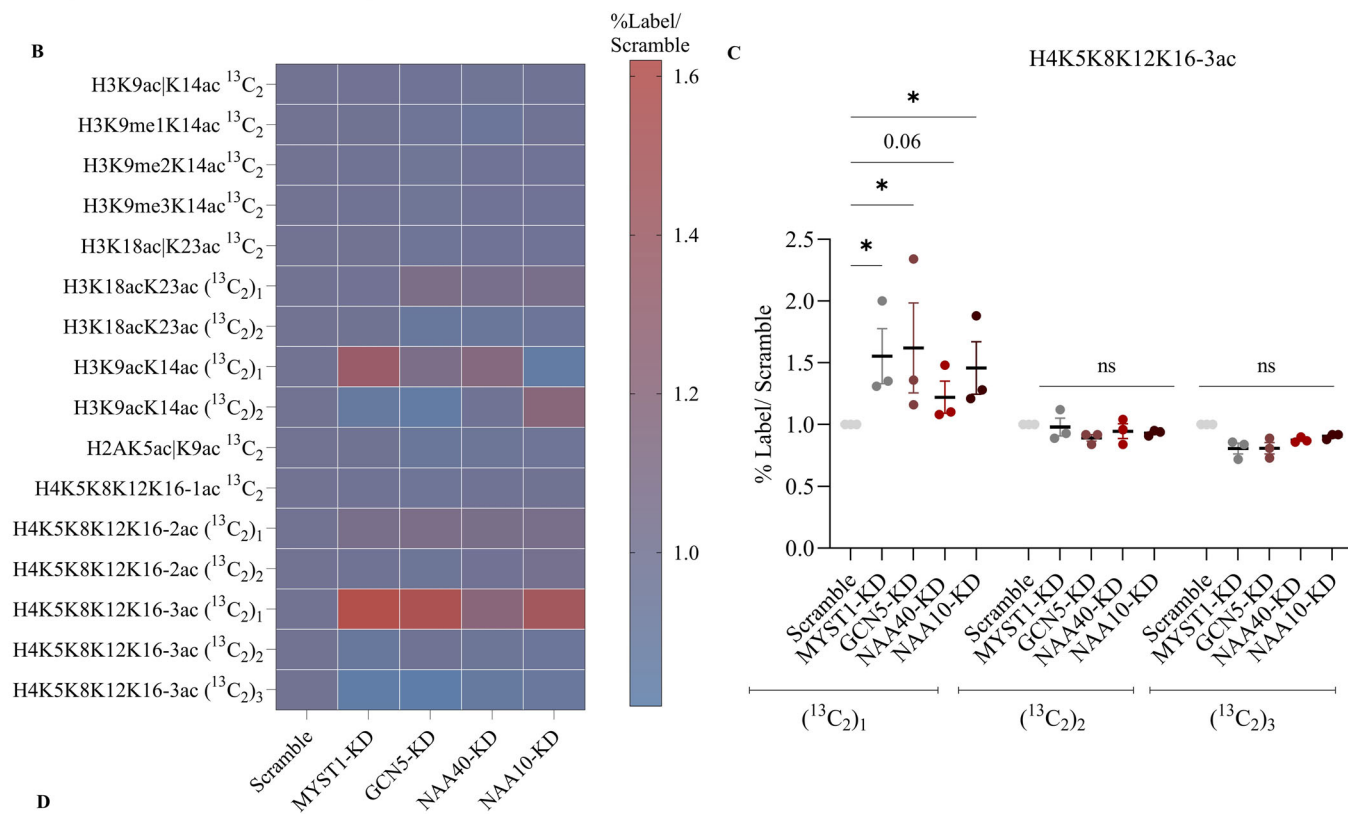 B
%Label/
Scramble
H3K9ac|K14ac ¹³C₂
H3K9me1K14ac ¹³C₂
H3K9me2K14ac¹³C₂
H3K9me3K14ac ¹³C₂
H3K18ac|K23ac ¹³C₂
H3K18acK23ac (¹³C₂)₁
H3K18acK23ac (¹³C₂)₂
H3K9acK14ac (¹³C₂)₁
H3K9acK14ac (¹³C₂)₂
H2AK5ac|K9ac ¹³C₂
H4K5K8K12K16-1ac ¹³C₂
H4K5K8K12K16-2ac (¹³C₂)₁
H4K5K8K12K16-2ac (¹³C₂)₂
H4K5K8K12K16-3ac (¹³C₂)₁
H4K5K8K12K16-3ac (¹³C₂)₂
H4K5K8K12K16-3ac (¹³C₂)₃
Scramble
MYST1-KD
GCN5-KD
NAA40-KD
NAA10-KD
1.6
1.4
1.2
1.0
C
H4K5K8K12K16-3ac
*
0.06
*
*
ns
ns
% Label/ Scramble
2.5
2.0
1.5
1.0
0.5
0.0
Scramble
MYST1-KD
GCN5-KD
NAA40-KD
NAA10-KD
Scramble
MYST1-KD
GCN5-KD
NAA40-KD
NAA10-KD
Scramble
MYST1-KD
GCN5-KD
NAA40-KD
NAA10-KD
(¹³C₂)₁
(¹³C₂)₂
(¹³C₂)₃
D